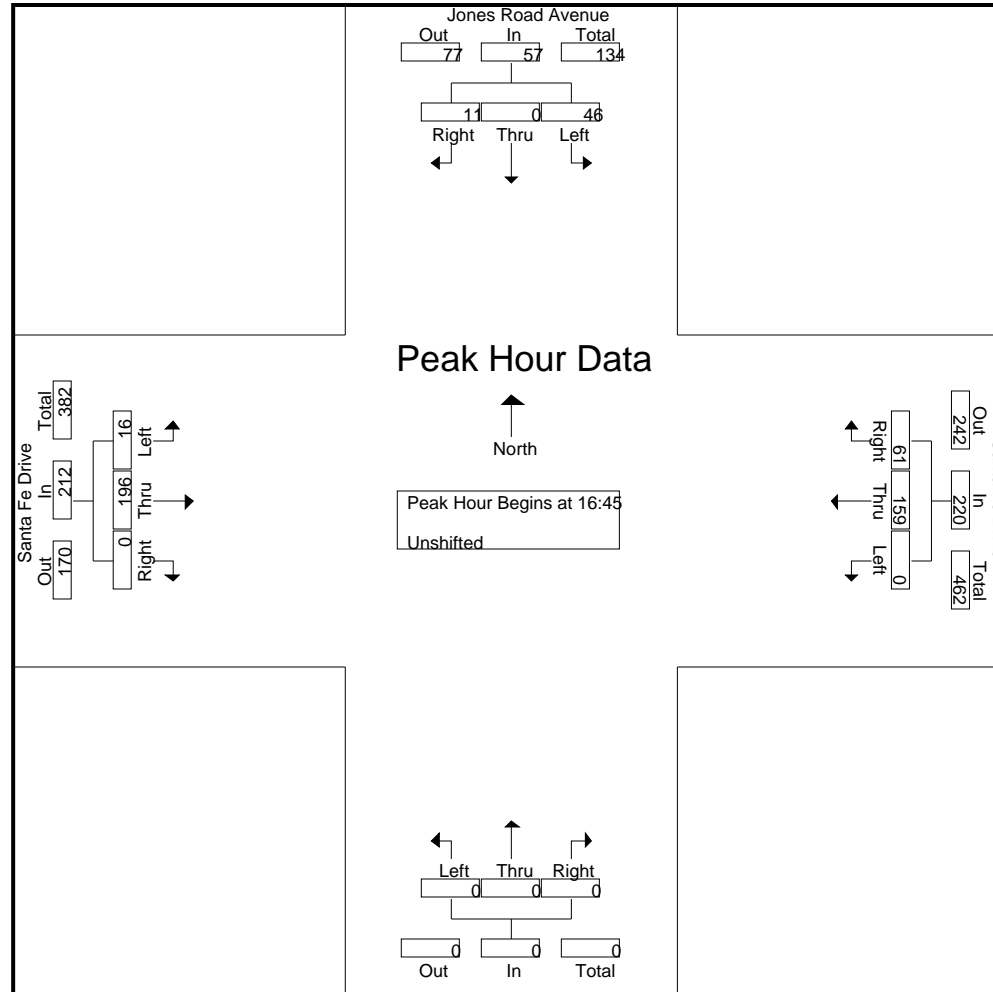 Jones Road Avenue
Out In Total
77 57 134
11 0 46
Right Thru Left
Peak Hour Data
North
Peak Hour Begins at 16:45
Unshifted
Santa Fe Drive
Total In Out
382 212 170
16 196 0
Left Thru Right
Out In Total
242 220 462
61 159 0
Right Thru Left
Left Thru Right
0 0 0
0 0 0
Out In Total